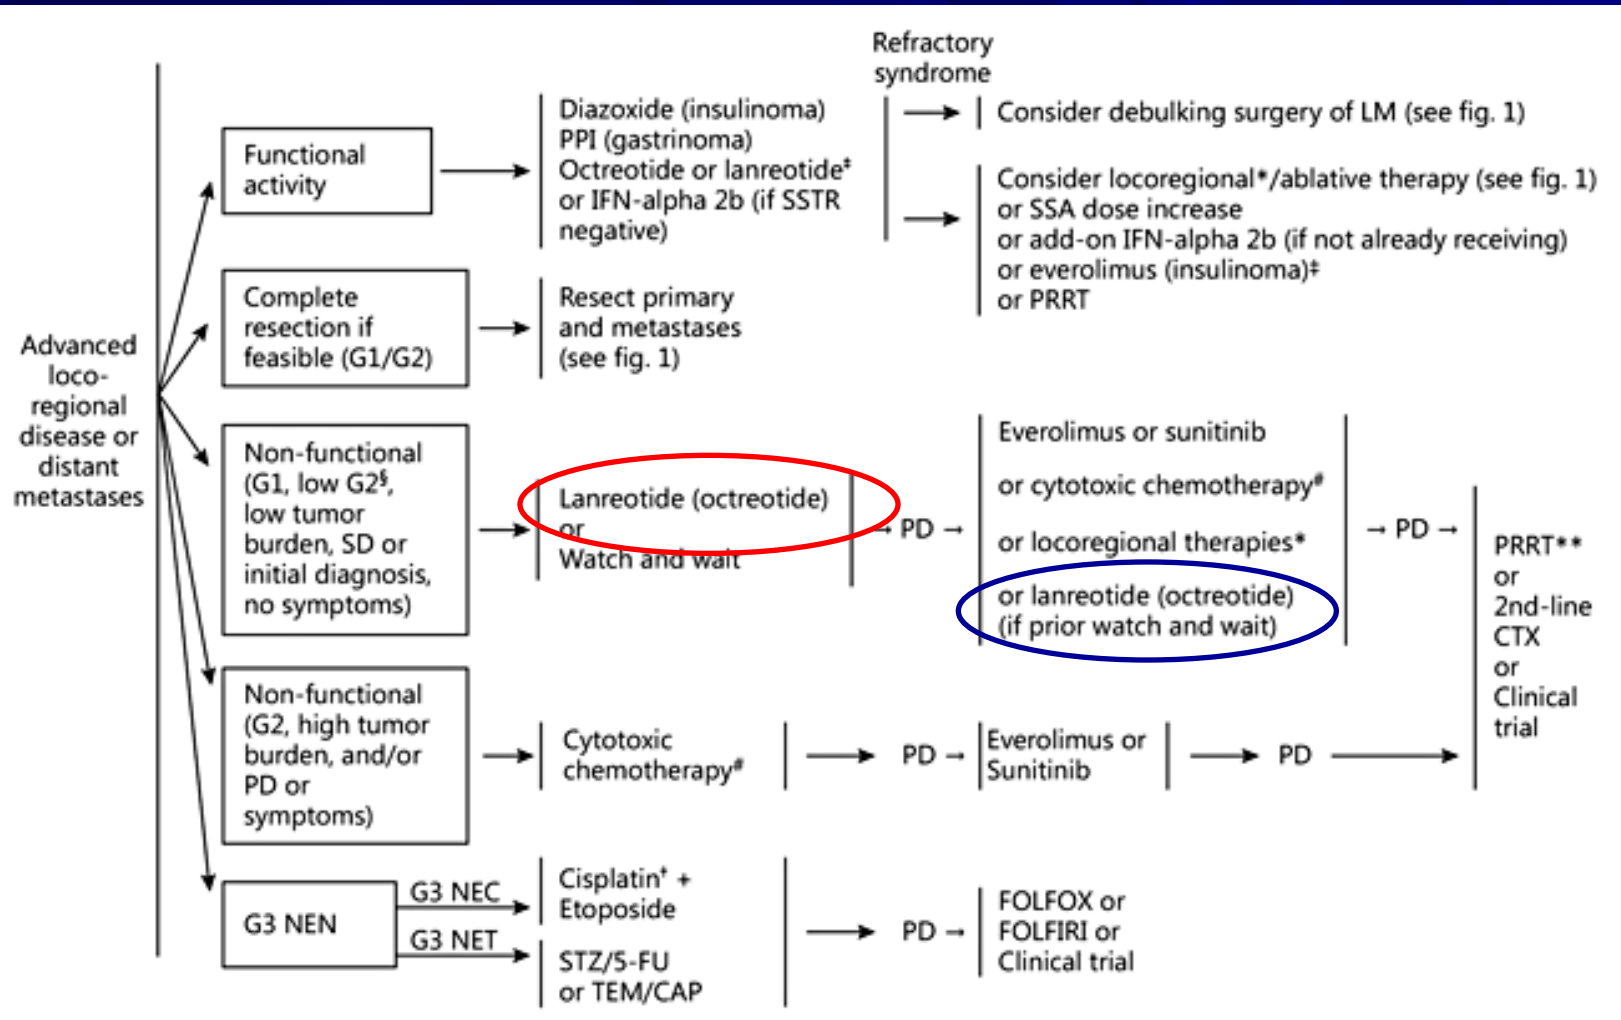 Refractory
syndrome
Advanced
loco-
regional
disease or
distant
metastases
Functional
activity
Diazoxide (insulinoma)
PPI (gastrinoma)
Octreotide or lanreotide‡
or IFN-alpha 2b (if SSTR
negative)
Consider debulking surgery of LM (see fig. 1)
Consider locoregional*/ablative therapy (see fig. 1)
or SSA dose increase
or add-on IFN-alpha 2b (if not already receiving)
or everolimus (insulinoma)‡
or PRRT
Complete
resection if
feasible (G1/G2)
Resect primary
and metastases
(see fig. 1)
Non-functional
(G1, low G2§,
low tumor
burden, SD or
initial diagnosis,
no symptoms)
Lanreotide (octreotide)
or
Watch and wait
PD
Everolimus or sunitinib
or cytotoxic chemotherapy#
or locoregional therapies*
or lanreotide (octreotide)
(if prior watch and wait)
PD
PRRT**
or
2nd-line
CTX
or
Clinical
trial
Non-functional
(G2, high tumor
burden, and/or
PD or
symptoms)
Cytotoxic
chemotherapy#
PD
Everolimus or
Sunitinib
PD
G3 NEN
G3 NEC
Cisplatin† +
Etoposide
G3 NET
STZ/5-FU
or TEM/CAP
PD
FOLFOX or
FOLFIRI or
Clinical trial